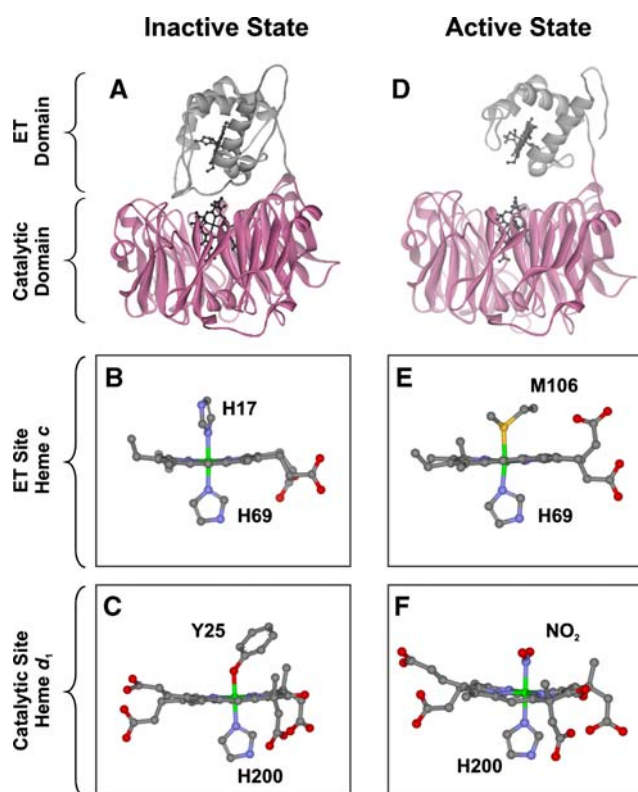 Inactive State
Active State
ET
Domain
A
D
Catalytic
Domain
ET Site
Heme c
B
H17
H69
E
M106
H69
Catalytic Site
Heme d1
C
Y25
H200
F
NO2
H200